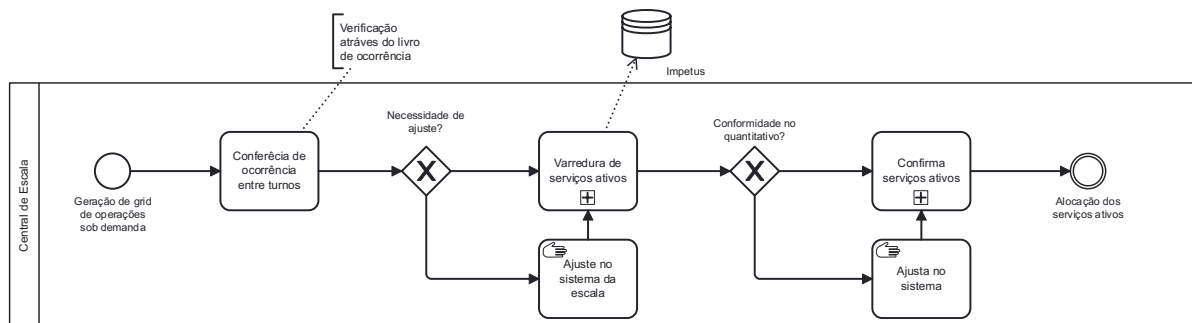 Verificação
atráves do livro
de ocorrência
Impetus
Central de Escala
Geração de grid
de operações
sob demanda
Conferêcia de
ocorrência
entre turnos
Necessidade de
ajuste?
X
Varredura de
serviços ativos
Ajuste no
sistema da
escala
Conformidade no
quantitativo?
X
Confirma
serviços ativos
Ajusta no
sistema
Alocação dos
serviços ativos